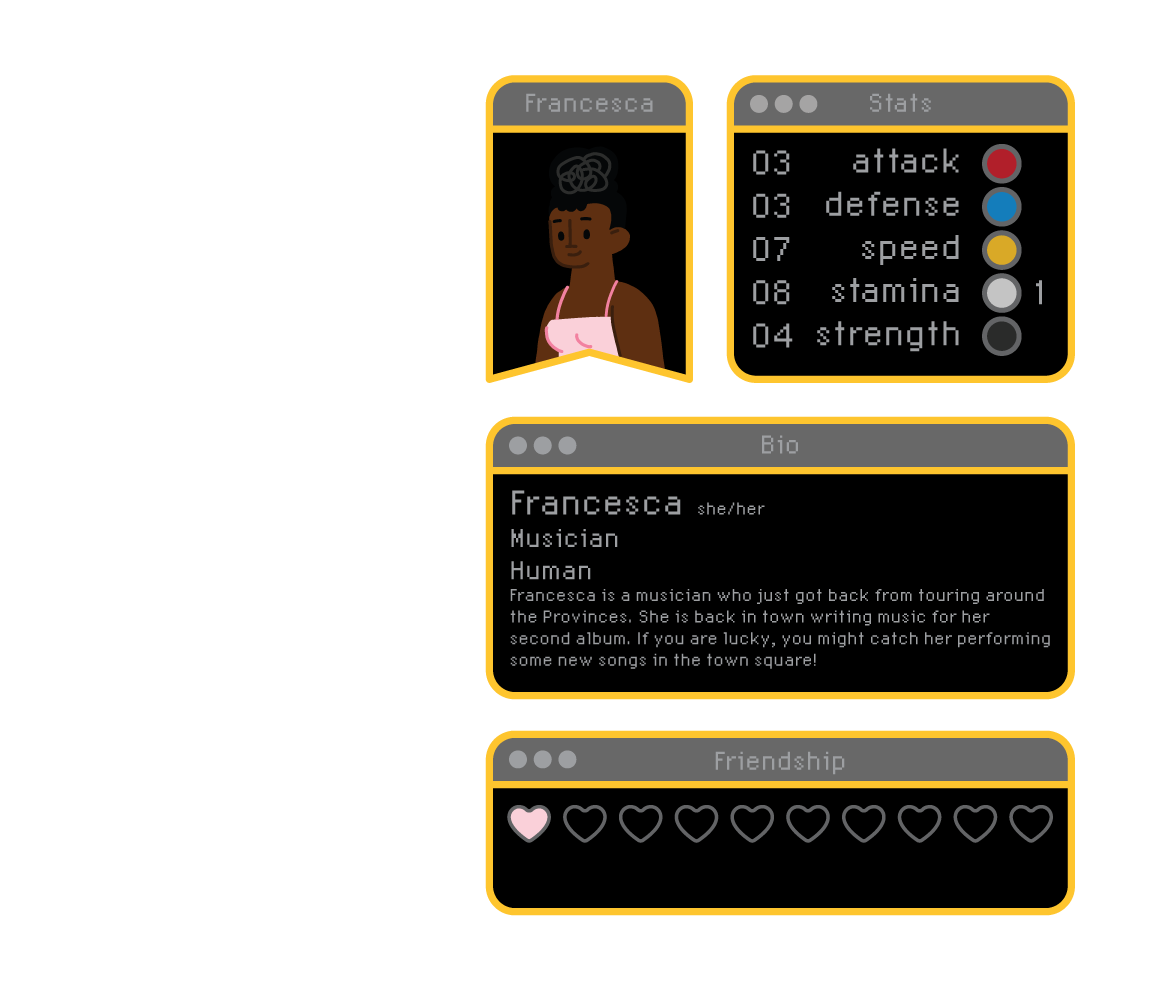 Francesca
Stats
03 attack
03 defense
07 speed
08 stamina 1
04 strength
Bio
Francesca she/her
Musician
Human
Francesca is a musician who just got back from touring around
the Provinces. She is back in town writing music for her
second album. If you are lucky, you might catch her performing
some new songs in the town square!
Friendship